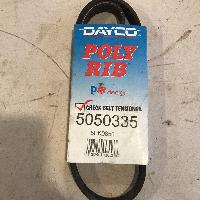 DAYCO
POLY
RIB
CHECK BELT TENSIONER
5050335